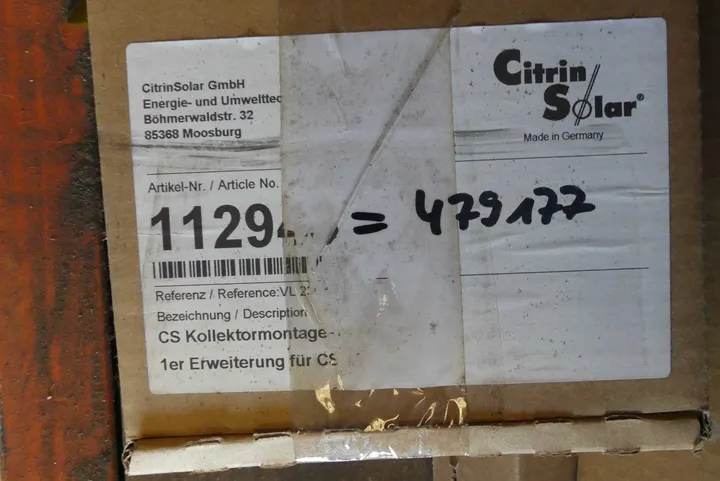 CitrinSolar GmbH
Energie- und Umwelttec
Böhmerwaldstr. 32
85368 Moosburg
Citrin
Solar®
Made in Germany
Artikel-Nr. / Article No.
1129
= 479177
Referenz / Reference:VL
Bezeichnung / Description
CS Kollektormontage-
1er Erweiterung für CS